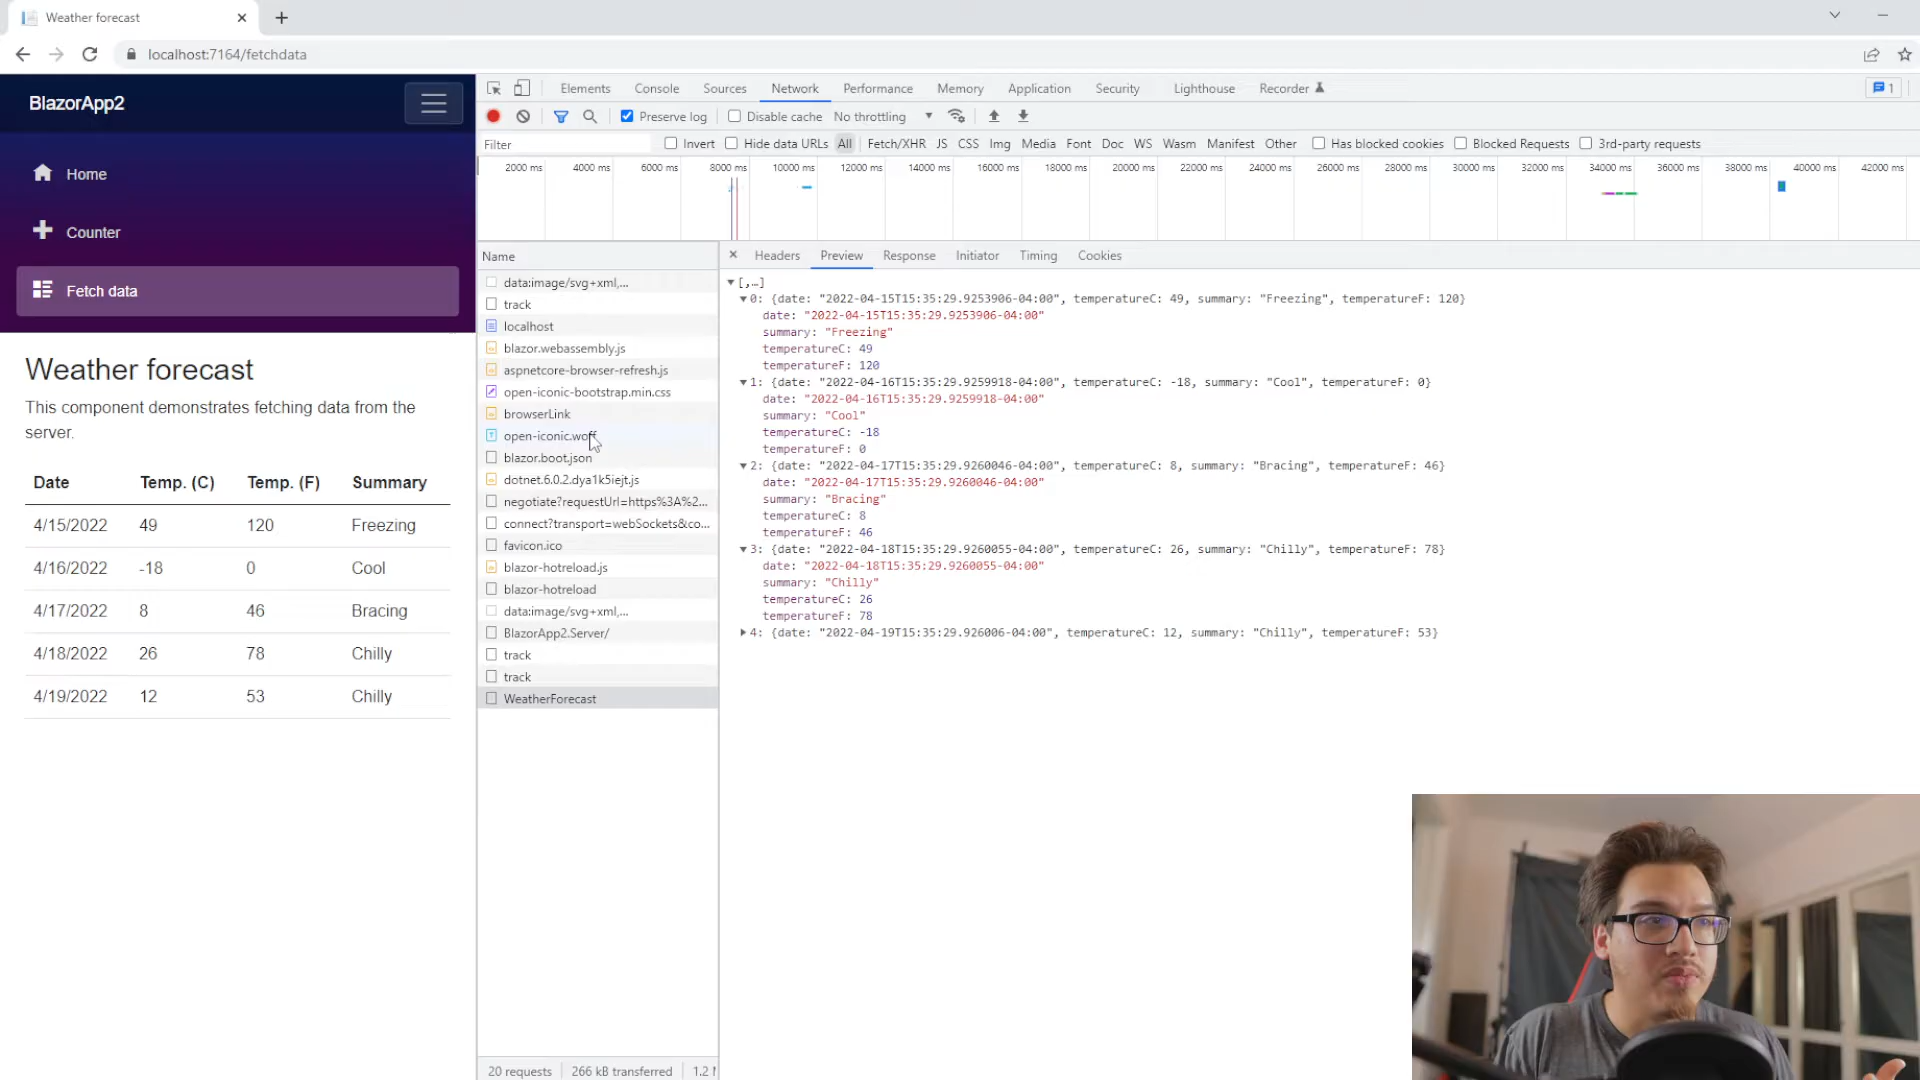 Weather forecast
localhost:7164/fetchdata
BlazorApp2
Home
Counter
Fetch data
Weather forecast
This component demonstrates fetching data from the
server.
Date Temp. (C) Temp. (F) Summary
4/15/2022 49 120 Freezing
4/16/2022 -18 0 Cool
4/17/2022 8 46 Bracing
4/18/2022 26 78 Chilly
4/19/2022 12 53 Chilly
Elements Console Sources Network Performance Memory Application Security Lighthouse Recorder 1
Preserve log Disable cache No throttling
Filter Invert Hide data URLs All Fetch/XHR JS CSS Img Media Font Doc WS Wasm Manifest Other Has blocked cookies Blocked Requests 3rd-party requests
2000 ms 4000 ms 6000 ms 8000 ms 10000 ms 12000 ms 14000 ms 16000 ms 18000 ms 20000 ms 22000 ms 24000 ms 26000 ms 28000 ms 30000 ms 32000 ms 34000 ms 36000 ms 38000 ms 40000 ms 42000 ms
Name
data:image/svg+xml,...
track
localhost
blazor.webassembly.js
aspnetcore-browser-refresh.js
open-iconic-bootstrap.min.css
browserLink
open-iconic.woff
blazor.boot.json
dotnet.6.0.2.dya1k5iejt.js
negotiate?requestUrl=https%3A%2...
connect?transport=webSockets&co...
favicon.ico
blazor-hotreload.js
blazor-hotreload
data:image/svg+xml,...
BlazorApp2.Server/
track
track
WeatherForecast
20 requests 266 kB transferred 1.2
Headers Preview Response Initiator Timing Cookies
[,…]
0: {date: "2022-04-15T15:35:29.9253906-04:00", temperatureC: 49, summary: "Freezing", temperatureF: 120}
date: "2022-04-15T15:35:29.9253906-04:00"
summary: "Freezing"
temperatureC: 49
temperatureF: 120
1: {date: "2022-04-16T15:35:29.9259918-04:00", temperatureC: -18, summary: "Cool", temperatureF: 0}
date: "2022-04-16T15:35:29.9259918-04:00"
summary: "Cool"
temperatureC: -18
temperatureF: 0
2: {date: "2022-04-17T15:35:29.9260046-04:00", temperatureC: 8, summary: "Bracing", temperatureF: 46}
date: "2022-04-17T15:35:29.9260046-04:00"
summary: "Bracing"
temperatureC: 8
temperatureF: 46
3: {date: "2022-04-18T15:35:29.9260055-04:00", temperatureC: 26, summary: "Chilly", temperatureF: 78}
date: "2022-04-18T15:35:29.9260055-04:00"
summary: "Chilly"
temperatureC: 26
temperatureF: 78
4: {date: "2022-04-19T15:35:29.926006-04:00", temperatureC: 12, summary: "Chilly", temperatureF: 53}